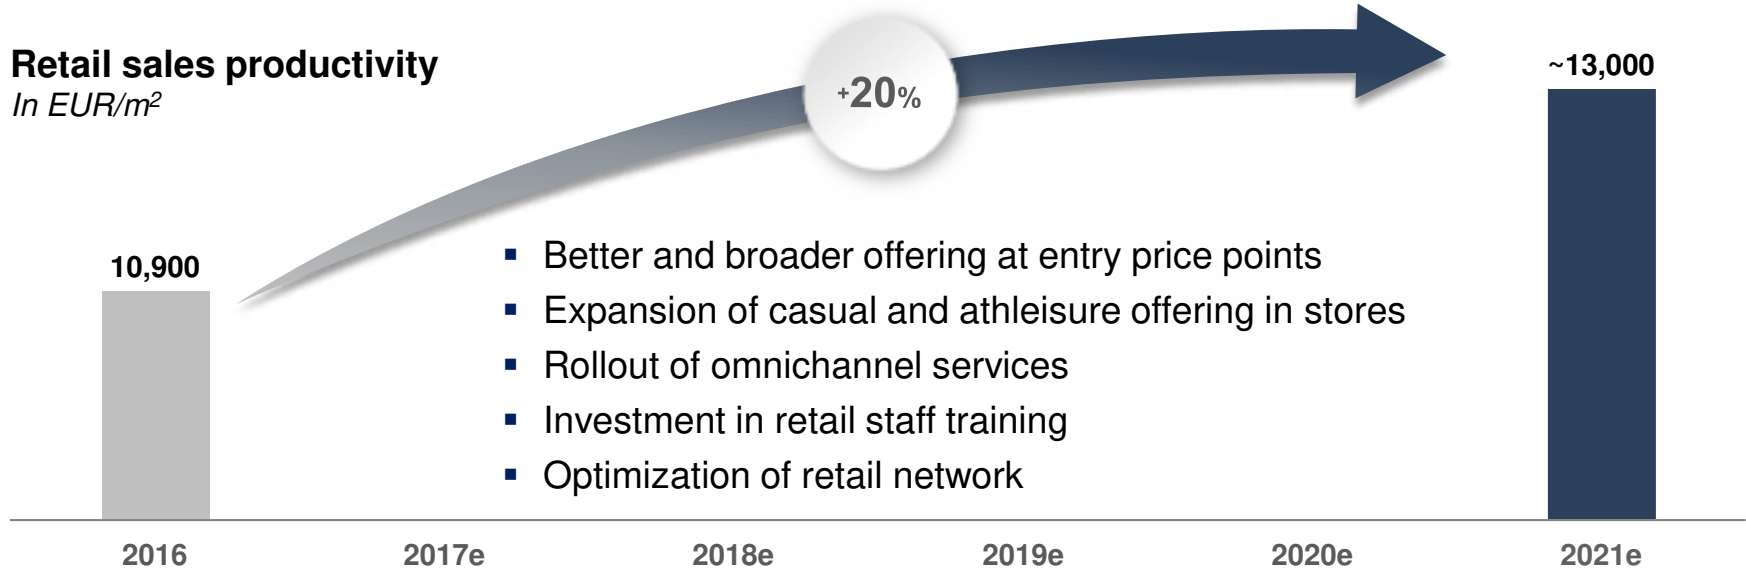 Retail sales productivity
In EUR/m²
+20%
~13,000
10,900
▪ Better and broader offering at entry price points
▪ Expansion of casual and athleisure offering in stores
▪ Rollout of omnichannel services
▪ Investment in retail staff training
▪ Optimization of retail network
2016 2017e 2018e 2019e 2020e 2021e